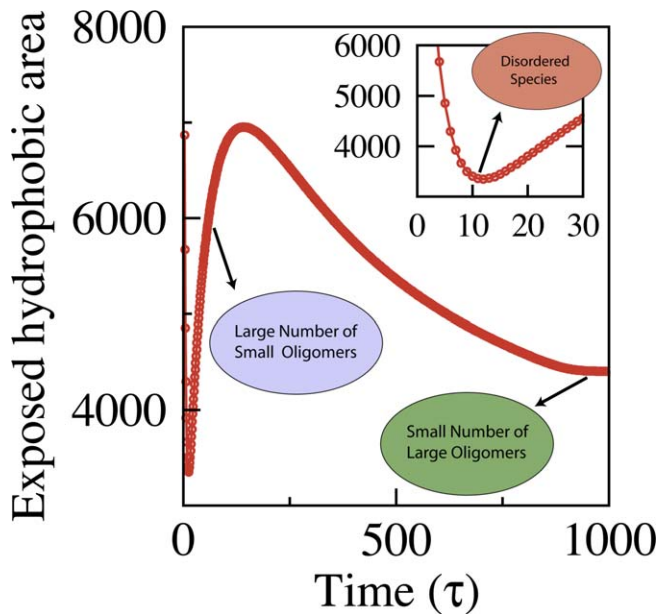 8000
6000
4000
Exposed hydrophobic area
0
500
1000
Time (τ)
6000
5000
4000
0
10
20
30
Disordered
Species
Large Number of
Small Oligomers
Small Number of
Large Oligomers